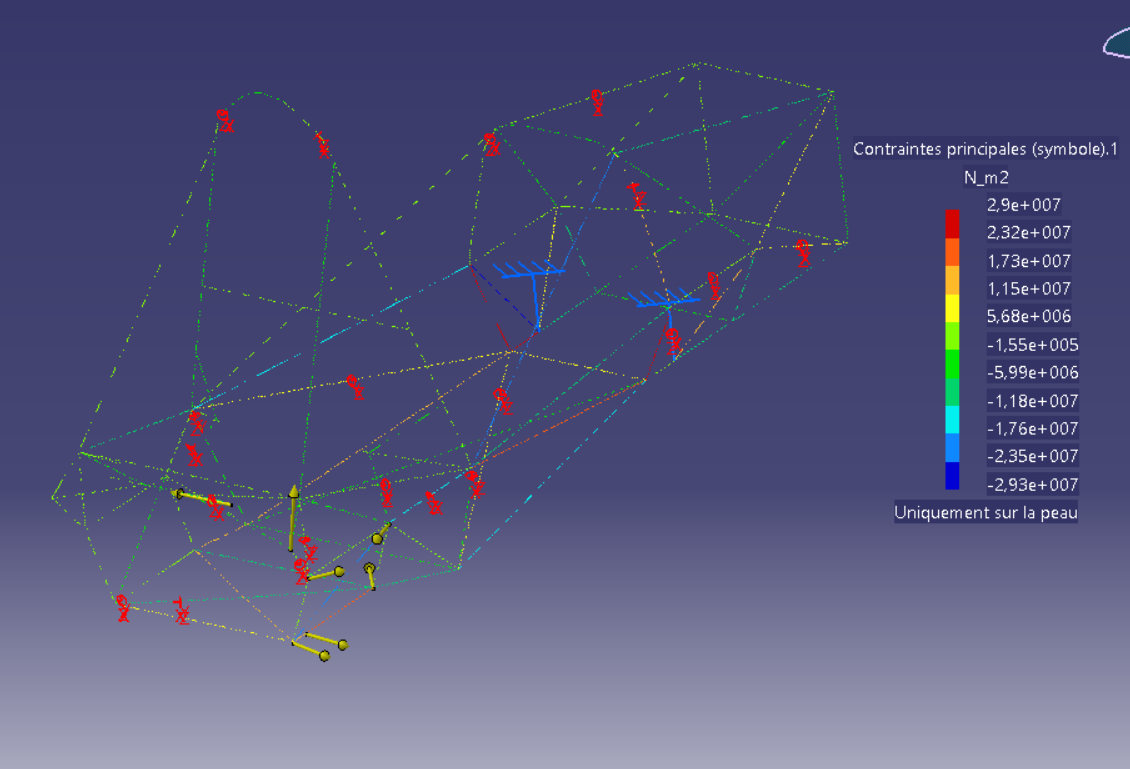 Contraintes principales (symbole).1
N_m2
2,9e+007
2,32e+007
1,73e+007
1,15e+007
5,68e+006
-1,55e+005
-5,99e+006
-1,18e+007
-1,76e+007
-2,35e+007
-2,93e+007
Uniquement sur la peau